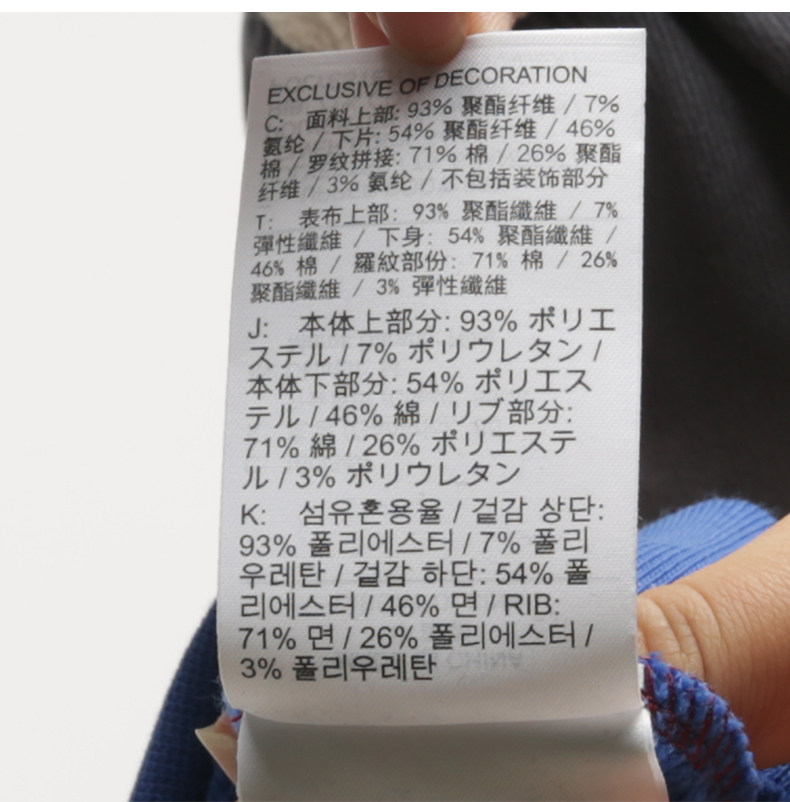 EXCLUSIVE OF DECORATION
C: 面料上部: 93% 聚酯纤维 / 7%
氨纶 / 下片: 54% 聚酯纤维 / 46%
棉 / 罗纹拼接: 71% 棉 / 26% 聚酯
纤维 / 3% 氨纶 / 不包括装饰部分
T: 表布上部: 93% 聚酯纖維 / 7%
彈性纖維 / 下身: 54% 聚酯纖維 /
46% 棉 / 羅紋部份: 71% 棉 / 26%
聚酯纖維 / 3% 彈性纖維
J: 本体上部分: 93% ポリエ
ステル / 7% ポリウレタン /
本体下部分: 54% ポリエス
テル / 46% 綿 / リブ部分:
71% 綿 / 26% ポリエステ
ル / 3% ポリウレタン
K: 섬유혼용율 / 겉감 상단:
93% 폴리에스터 / 7% 폴리
우레탄 / 겉감 하단: 54% 폴
리에스터 / 46% 면 / RIB:
71% 면 / 26% 폴리에스터 /
3% 폴리우레탄